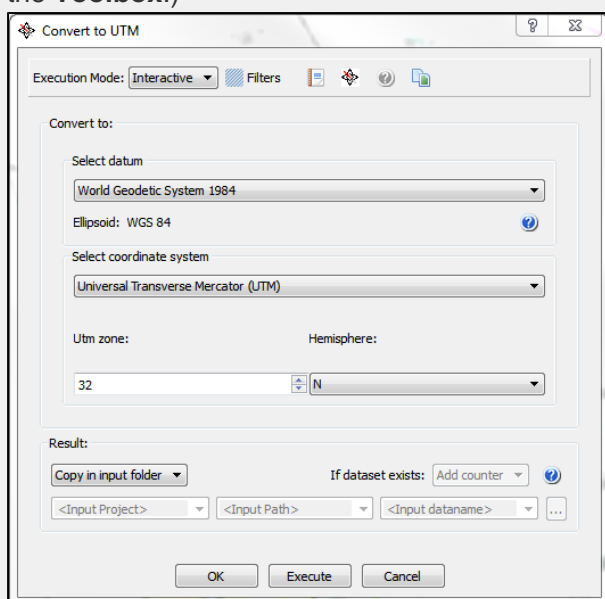 the Toolbox.)
Convert to UTM
Execution Mode: Interactive Filters
Convert to:
Select datum
World Geodetic System 1984
Ellipsoid: WGS 84
Select coordinate system
Universal Transverse Mercator (UTM)
Utm zone: Hemisphere:
32 N
Result:
Copy in input folder If dataset exists: Add counter
<Input Project> <Input Path> <Input dataname> ...
OK Execute Cancel